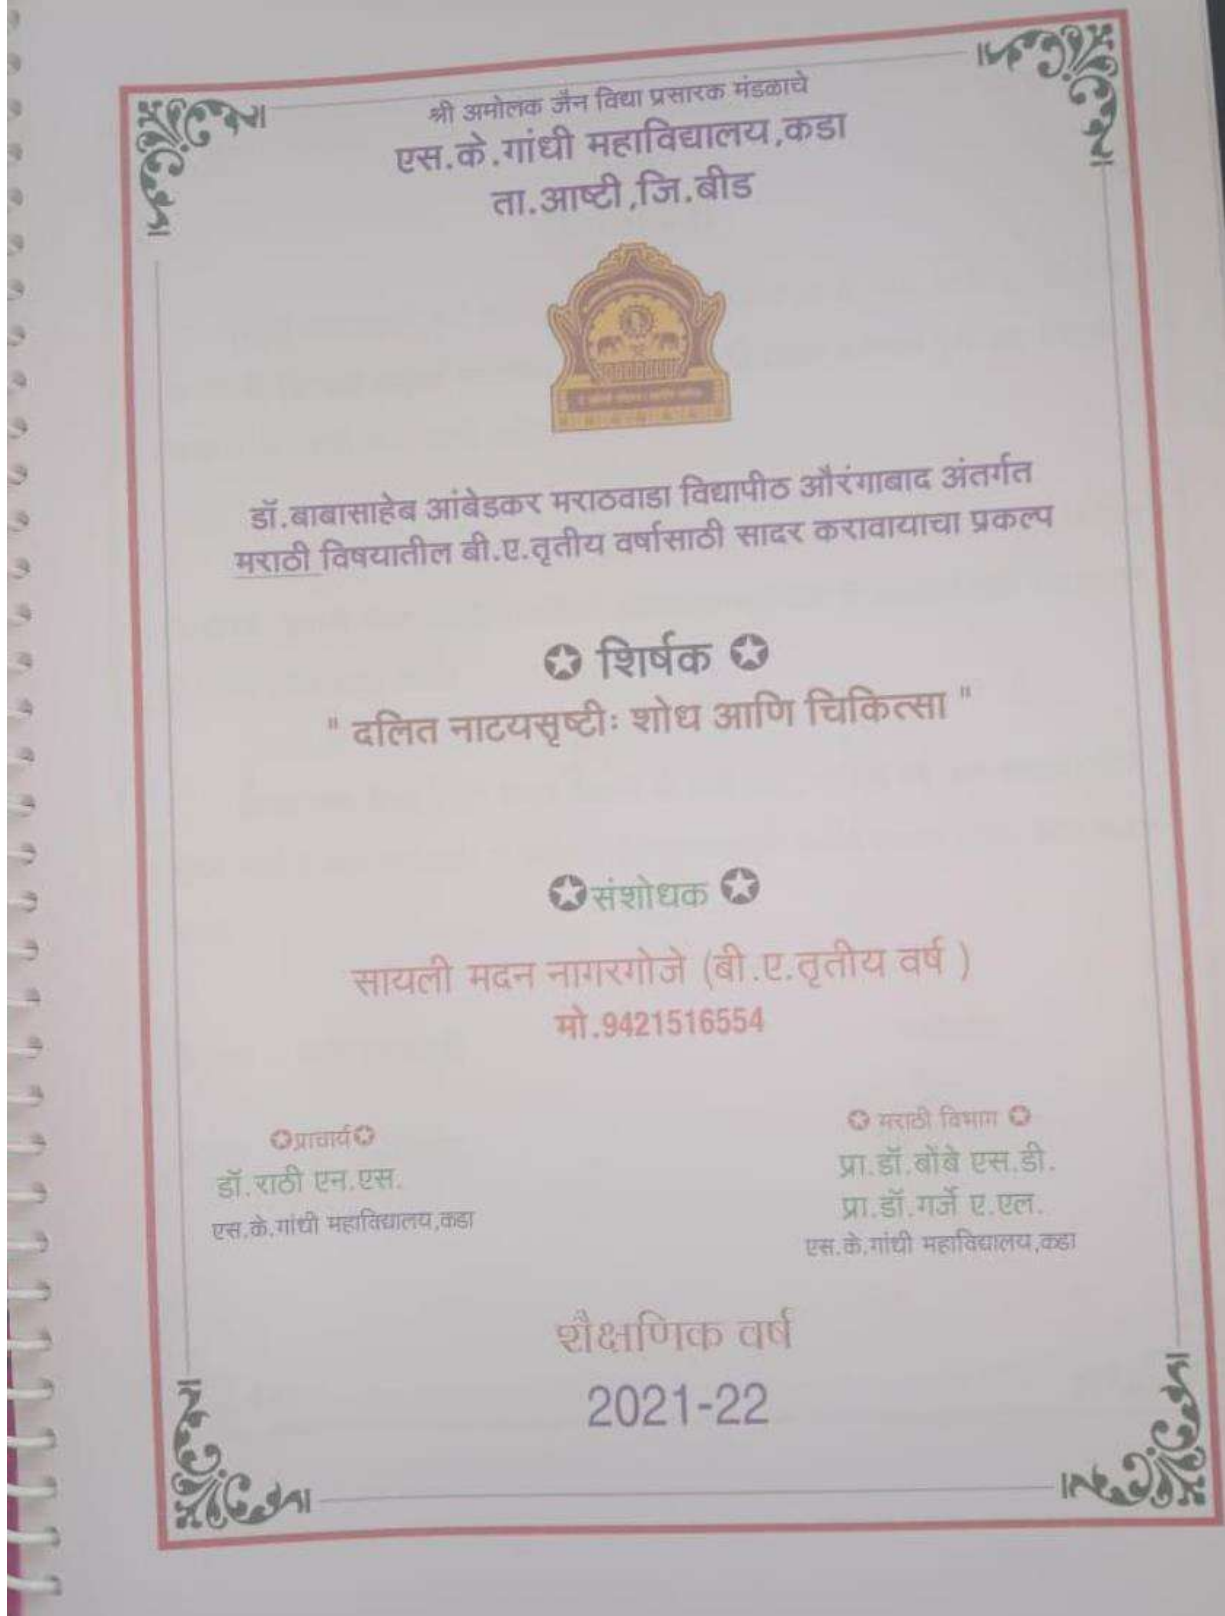 श्री अमोलक जैन विद्या प्रसारक मंडळाचे
एस.के.गांधी महाविद्यालय,कडा
ता.आष्टी,जि.बीड
डॉ.बाबासाहेब आंबेडकर मराठवाडा विद्यापीठ औरंगाबाद अंतर्गत
मराठी विषयातील बी.ए.तृतीय वर्षासाठी सादर करावायाचा प्रकल्प
✪ शिर्षक ✪
" दलित नाटयसृष्टीः शोध आणि चिकित्सा "
✪संशोधक ✪
सायली मदन नागरगोजे (बी.ए.तृतीय वर्ष )
मो.9421516554
✪प्राचार्य✪
डॉ.राठी एन.एस.
एस.के.गांधी महाविद्यालय,कडा
✪ मराठी विभाग ✪
प्रा.डॉ.बोंबे एस.डी.
प्रा.डॉ.गर्जे ए.एल.
एस.के.गांधी महाविद्यालय,कडा
शैक्षणिक वर्ष
2021-22